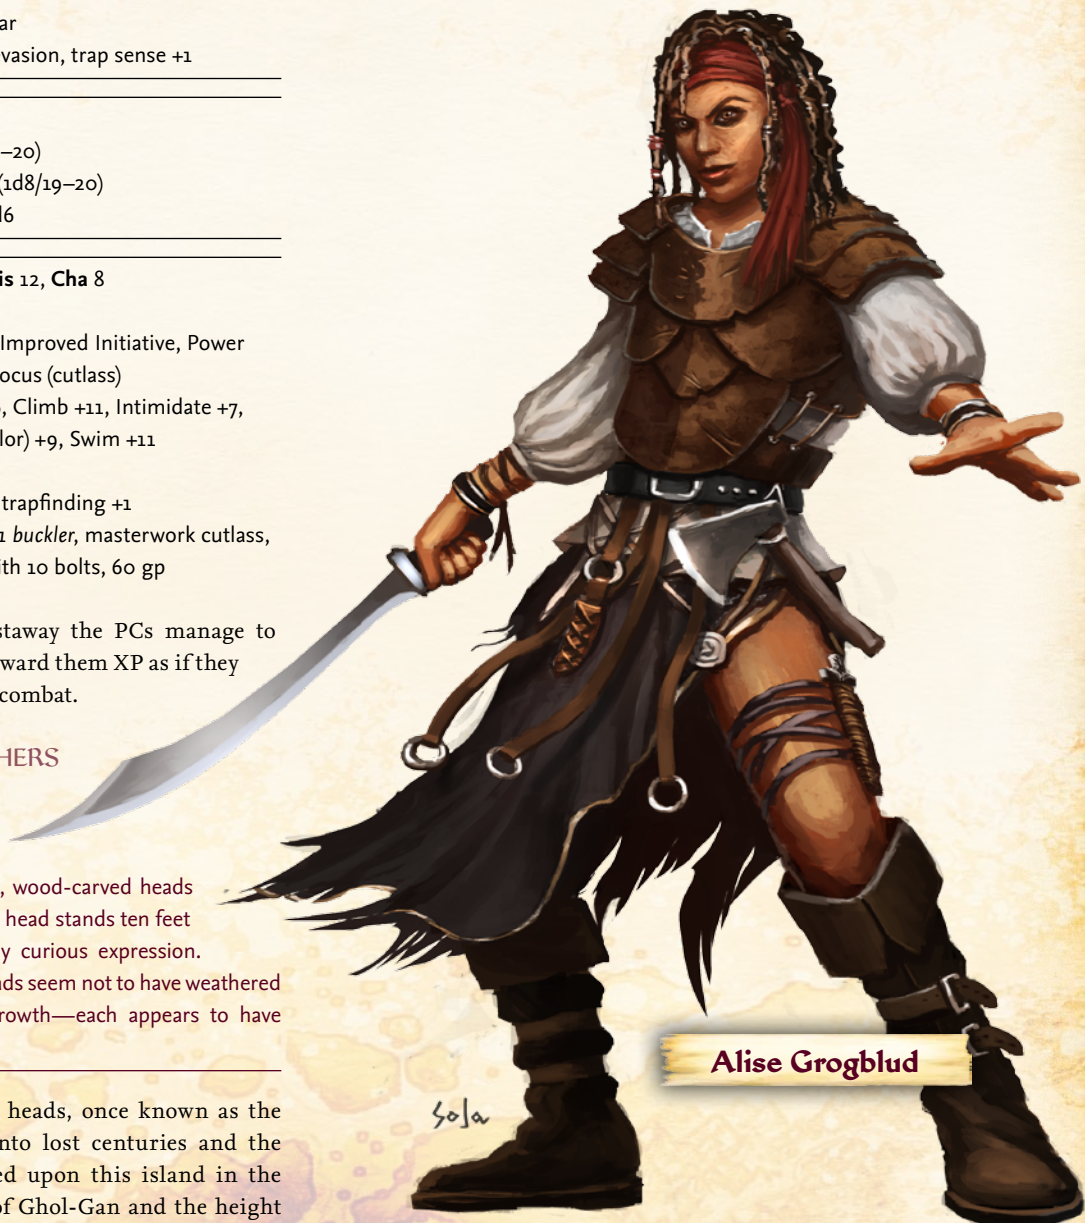 ar
vasion, trap sense +1
–20)
(1d8/19–20)
d6
is 12, Cha 8
Improved Initiative, Power
ocus (cutlass)
, Climb +11, Intimidate +7,
lor) +9, Swim +11
trapfinding +1
1 buckler, masterwork cutlass,
ith 10 bolts, 60 gp
staway the PCs manage to
ward them XP as if they
combat.
HERS
, wood-carved heads
head stands ten feet
y curious expression.
ads seem not to have weathered
rowth—each appears to have
heads, once known as the
nto lost centuries and the
ed upon this island in the
of Ghol-Gan and the height
Alise Grogblud
Sola